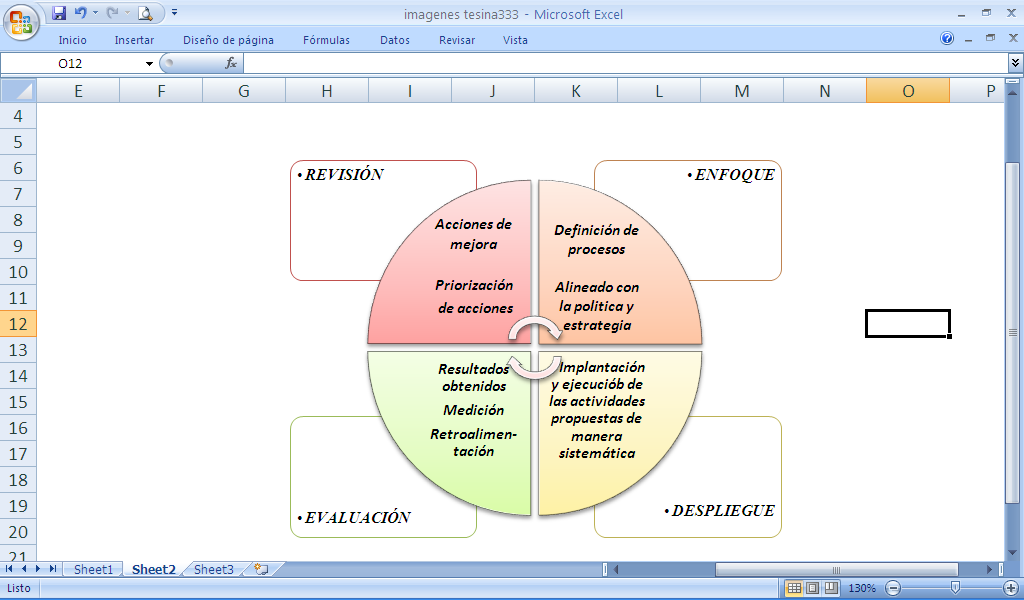 imagenes tesina333 - Microsoft Excel
Inicio Insertar Diseño de página Fórmulas Datos Revisar Vista
O12 fx
E F G H I J K L M N O P
4
5
6
7
8
9
10
11
12
13
14
15
16
17
18
19
20
21
• REVISIÓN
Acciones de
mejora
Priorización
de acciones
• ENFOQUE
Definición de
procesos
Alineado con
la politica y
estrategia
Resultados
obtenidos
Medición
Retroalimen-
tación
• EVALUACIÓN
Implantación
y ejecuciób de
las actividades
propuestas de
manera
sistemática
• DESPLIEGUE
Sheet1 Sheet2 Sheet3
Listo 130%